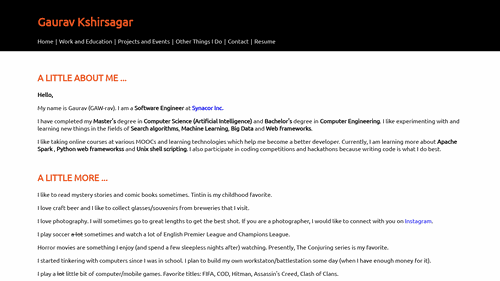 Gaurav Kshirsagar
Home | Work and Education | Projects and Events | Other Things I Do | Contact | Resume
A LITTLE ABOUT ME ...
Hello,
My name is Gaurav (GAW-rav). I am a Software Engineer at Synacor Inc.
I have completed my Master's degree in Computer Science (Artificial Intelligence) and Bachelor's degree in Computer Engineering. I like experimenting with and
learning new things in the fields of Search algorithms, Machine Learning, Big Data and Web frameworks.
I like taking online courses at various MOOCs and learning technologies which help me become a better developer. Currently, I am learning more about Apache
Spark , Python web frameworkss and Unix shell scripting. I also participate in coding competitions and hackathons because writing code is what I do best.
A LITTLE MORE ...
I like to read mystery stories and comic books sometimes. Tintin is my childhood favorite.
I love craft beer and I like to collect glasses/souvenirs from breweries that I visit.
I love photography. I will sometimes go to great lengths to get the best shot. If you are a photographer, I would like to connect with you on Instagram.
I play soccer a lot sometimes and watch a lot of English Premier League and Champions League.
Horror movies are something I enjoy (and spend a few sleepless nights after) watching. Presently, The Conjuring series is my favorite.
I started tinkering with computers since I was in school. I plan to build my own workstaton/battlestation some day (when I have enough money for it).
I play a lot little bit of computer/mobile games. Favorite titles: FIFA, COD, Hitman, Assassin's Creed, Clash of Clans.